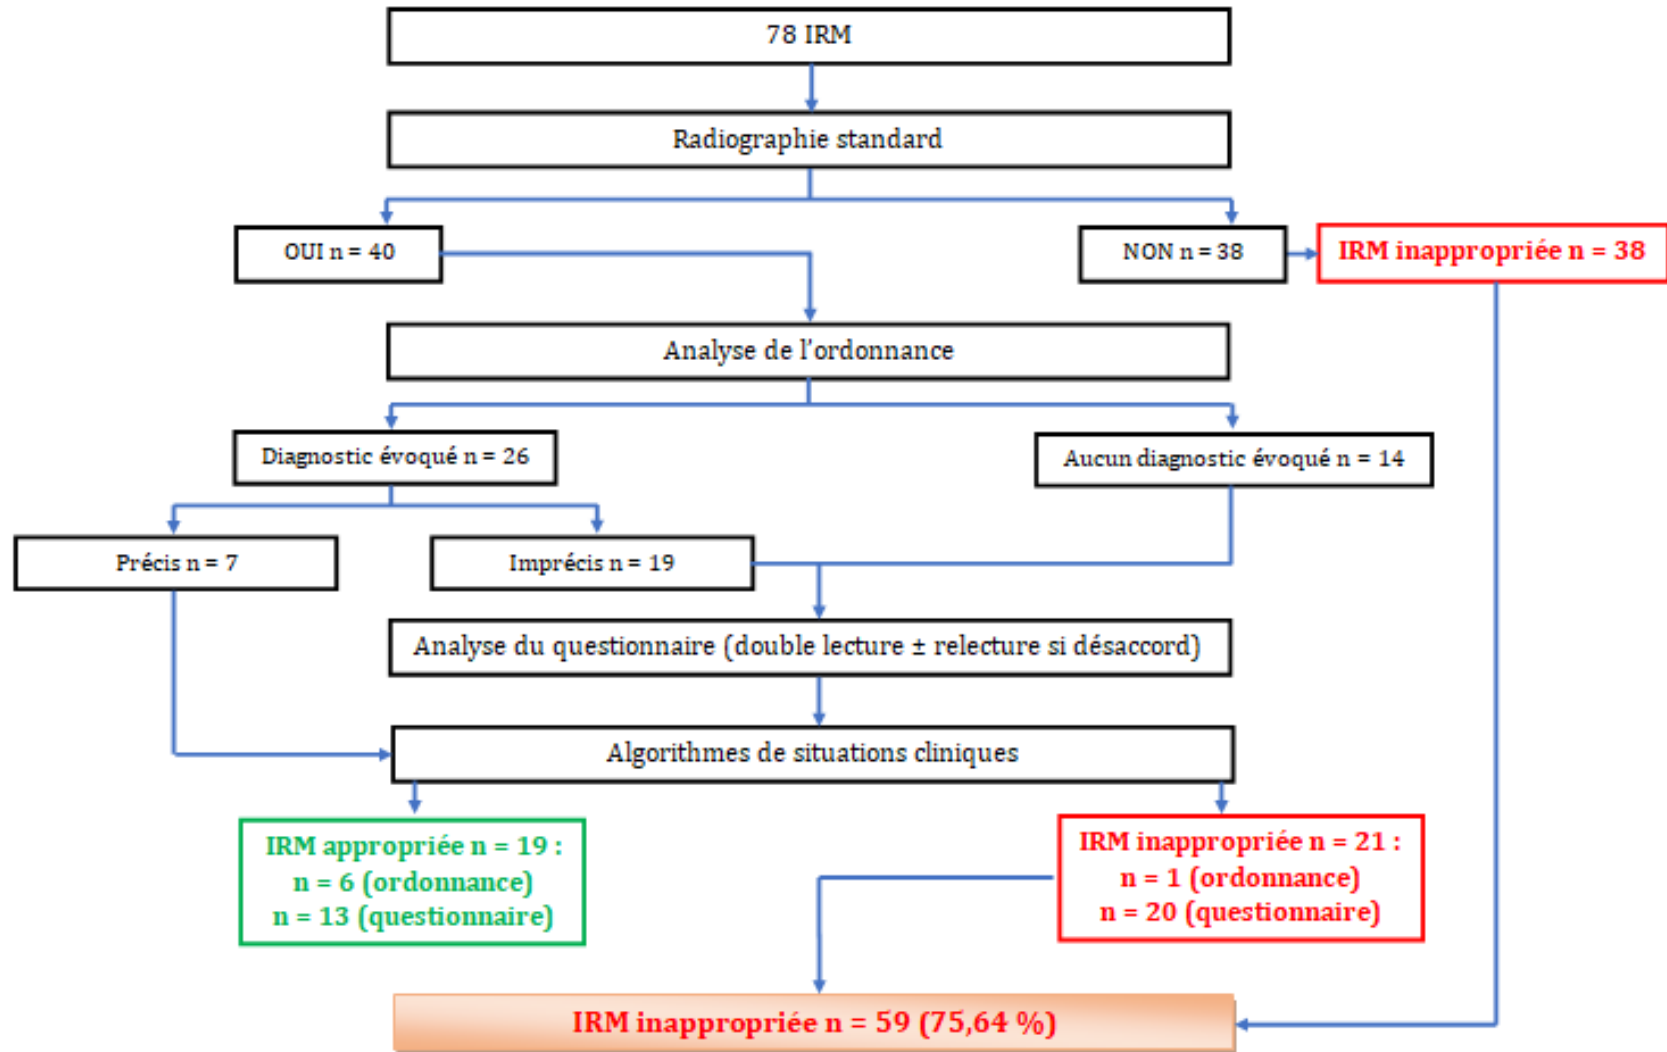 78 IRM
Radiographie standard
OUI n = 40
NON n = 38
IRM inappropriée n = 38
Analyse de l'ordonnance
Diagnostic évoqué n = 26
Aucun diagnostic évoqué n = 14
Précis n = 7
Imprécis n = 19
Analyse du questionnaire (double lecture ± relecture si désaccord)
Algorithmes de situations cliniques
IRM appropriée n = 19 :
n = 6 (ordonnance)
n = 13 (questionnaire)
IRM inappropriée n = 21 :
n = 1 (ordonnance)
n = 20 (questionnaire)
IRM inappropriée n = 59 (75,64 %)